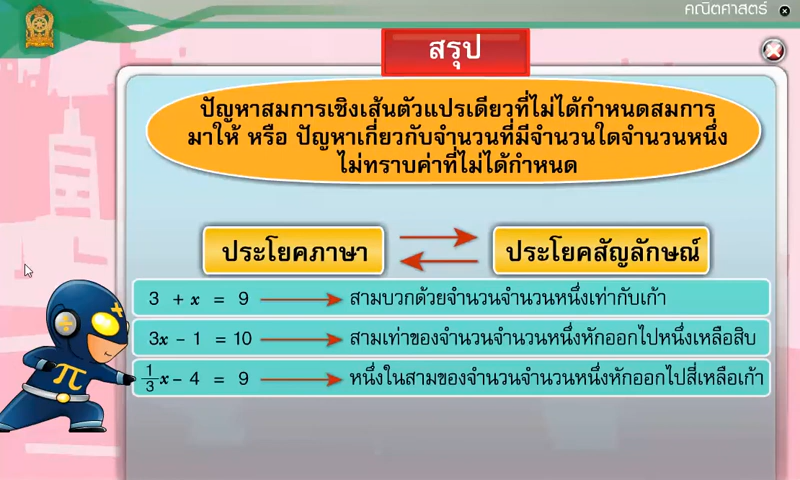 คณิตศาสตร์
สรุป
ปัญหาสมการเชิงเส้นตัวแปรเดียวที่ไม่ได้กำหนดสมการ
มาให้ หรือ ปัญหาเกี่ยวกับจำนวนที่มีจำนวนใดจำนวนหนึ่ง
ไม่ทราบค่าที่ไม่ได้กำหนด
ประโยคภาษา ประโยคสัญลักษณ์
3 + x = 9 สามบวกด้วยจำนวนจำนวนหนึ่งเท่ากับเก้า
3x - 1 = 10 สามเท่าของจำนวนจำนวนหนึ่งหักออกไปหนึ่งเหลือสิบ
1/3 x - 4 = 9 หนึ่งในสามของจำนวนจำนวนหนึ่งหักออกไปสี่เหลือเก้า
π